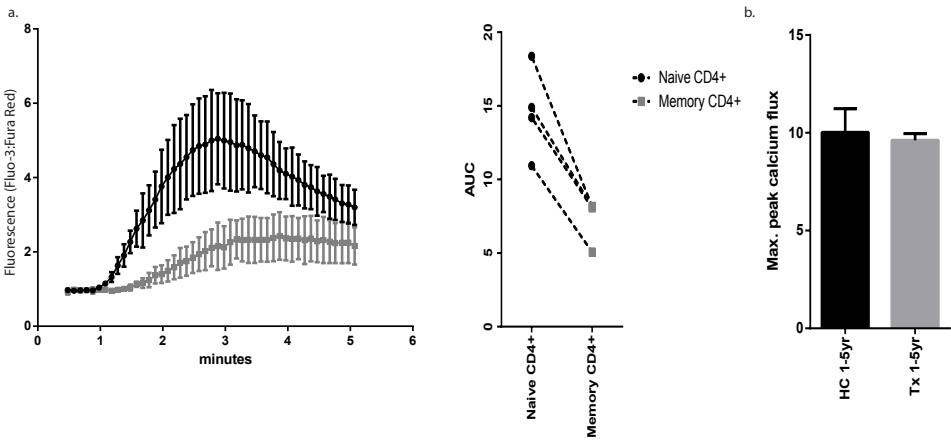 a.
Fluorescence (Fluo-3:Fura Red)
8
6
4
2
0
0 1 2 3 4 5 6
minutes
AUC
20
15
10
5
0
Naive CD4+
Memory CD4+
Naive CD4+
Memory CD4+
b.
Max. peak calcium flux
15
10
5
0
HC 1-5yr
Tx 1-5yr